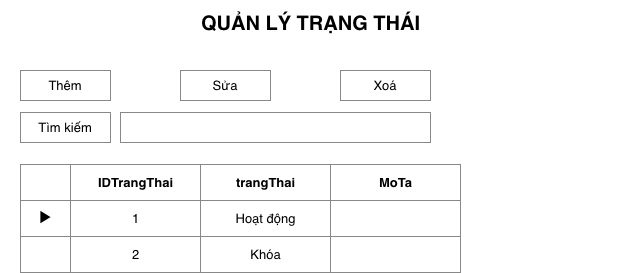 QUẢN LÝ TRẠNG THÁI
Thêm Sửa Xoá
Tìm kiếm
IDTrangThai trangThai MoTa
1 Hoạt động
2 Khóa